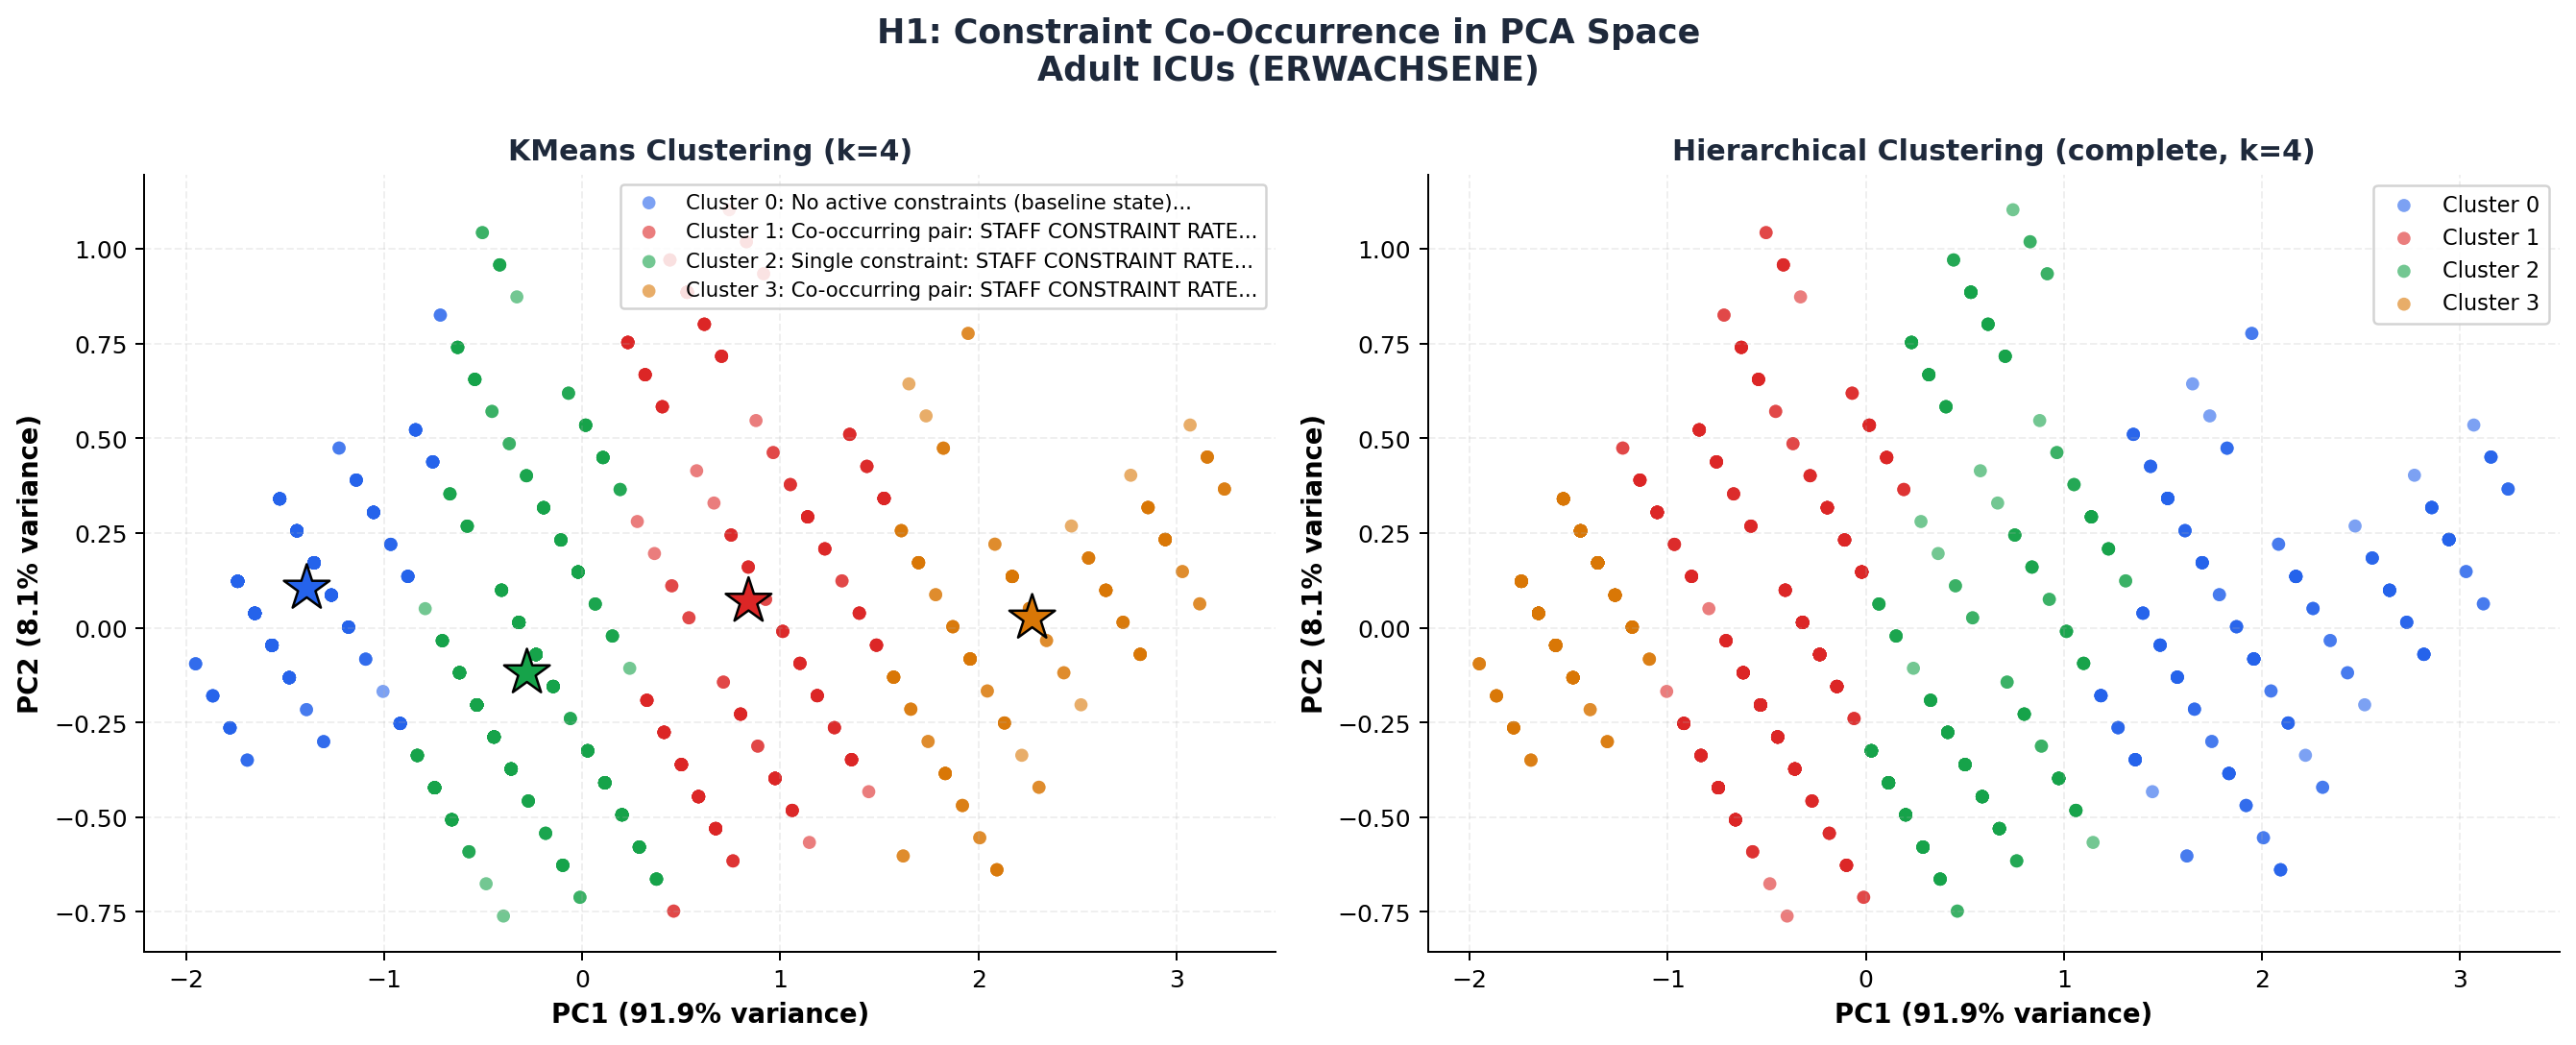 H1: Constraint Co-Occurrence in PCA Space
Adult ICUs (ERWACHSENE)
KMeans Clustering (k=4)
Cluster 0: No active constraints (baseline state)...
Cluster 1: Co-occurring pair: STAFF CONSTRAINT RATE...
Cluster 2: Single constraint: STAFF CONSTRAINT RATE...
Cluster 3: Co-occurring pair: STAFF CONSTRAINT RATE...
1.00
0.75
0.50
0.25
0.00
−0.25
−0.50
−0.75
PC2 (8.1% variance)
−2
−1
0
1
2
3
PC1 (91.9% variance)
Hierarchical Clustering (complete, k=4)
Cluster 0
Cluster 1
Cluster 2
Cluster 3
1.00
0.75
0.50
0.25
0.00
−0.25
−0.50
−0.75
PC2 (8.1% variance)
−2
−1
0
1
2
3
PC1 (91.9% variance)